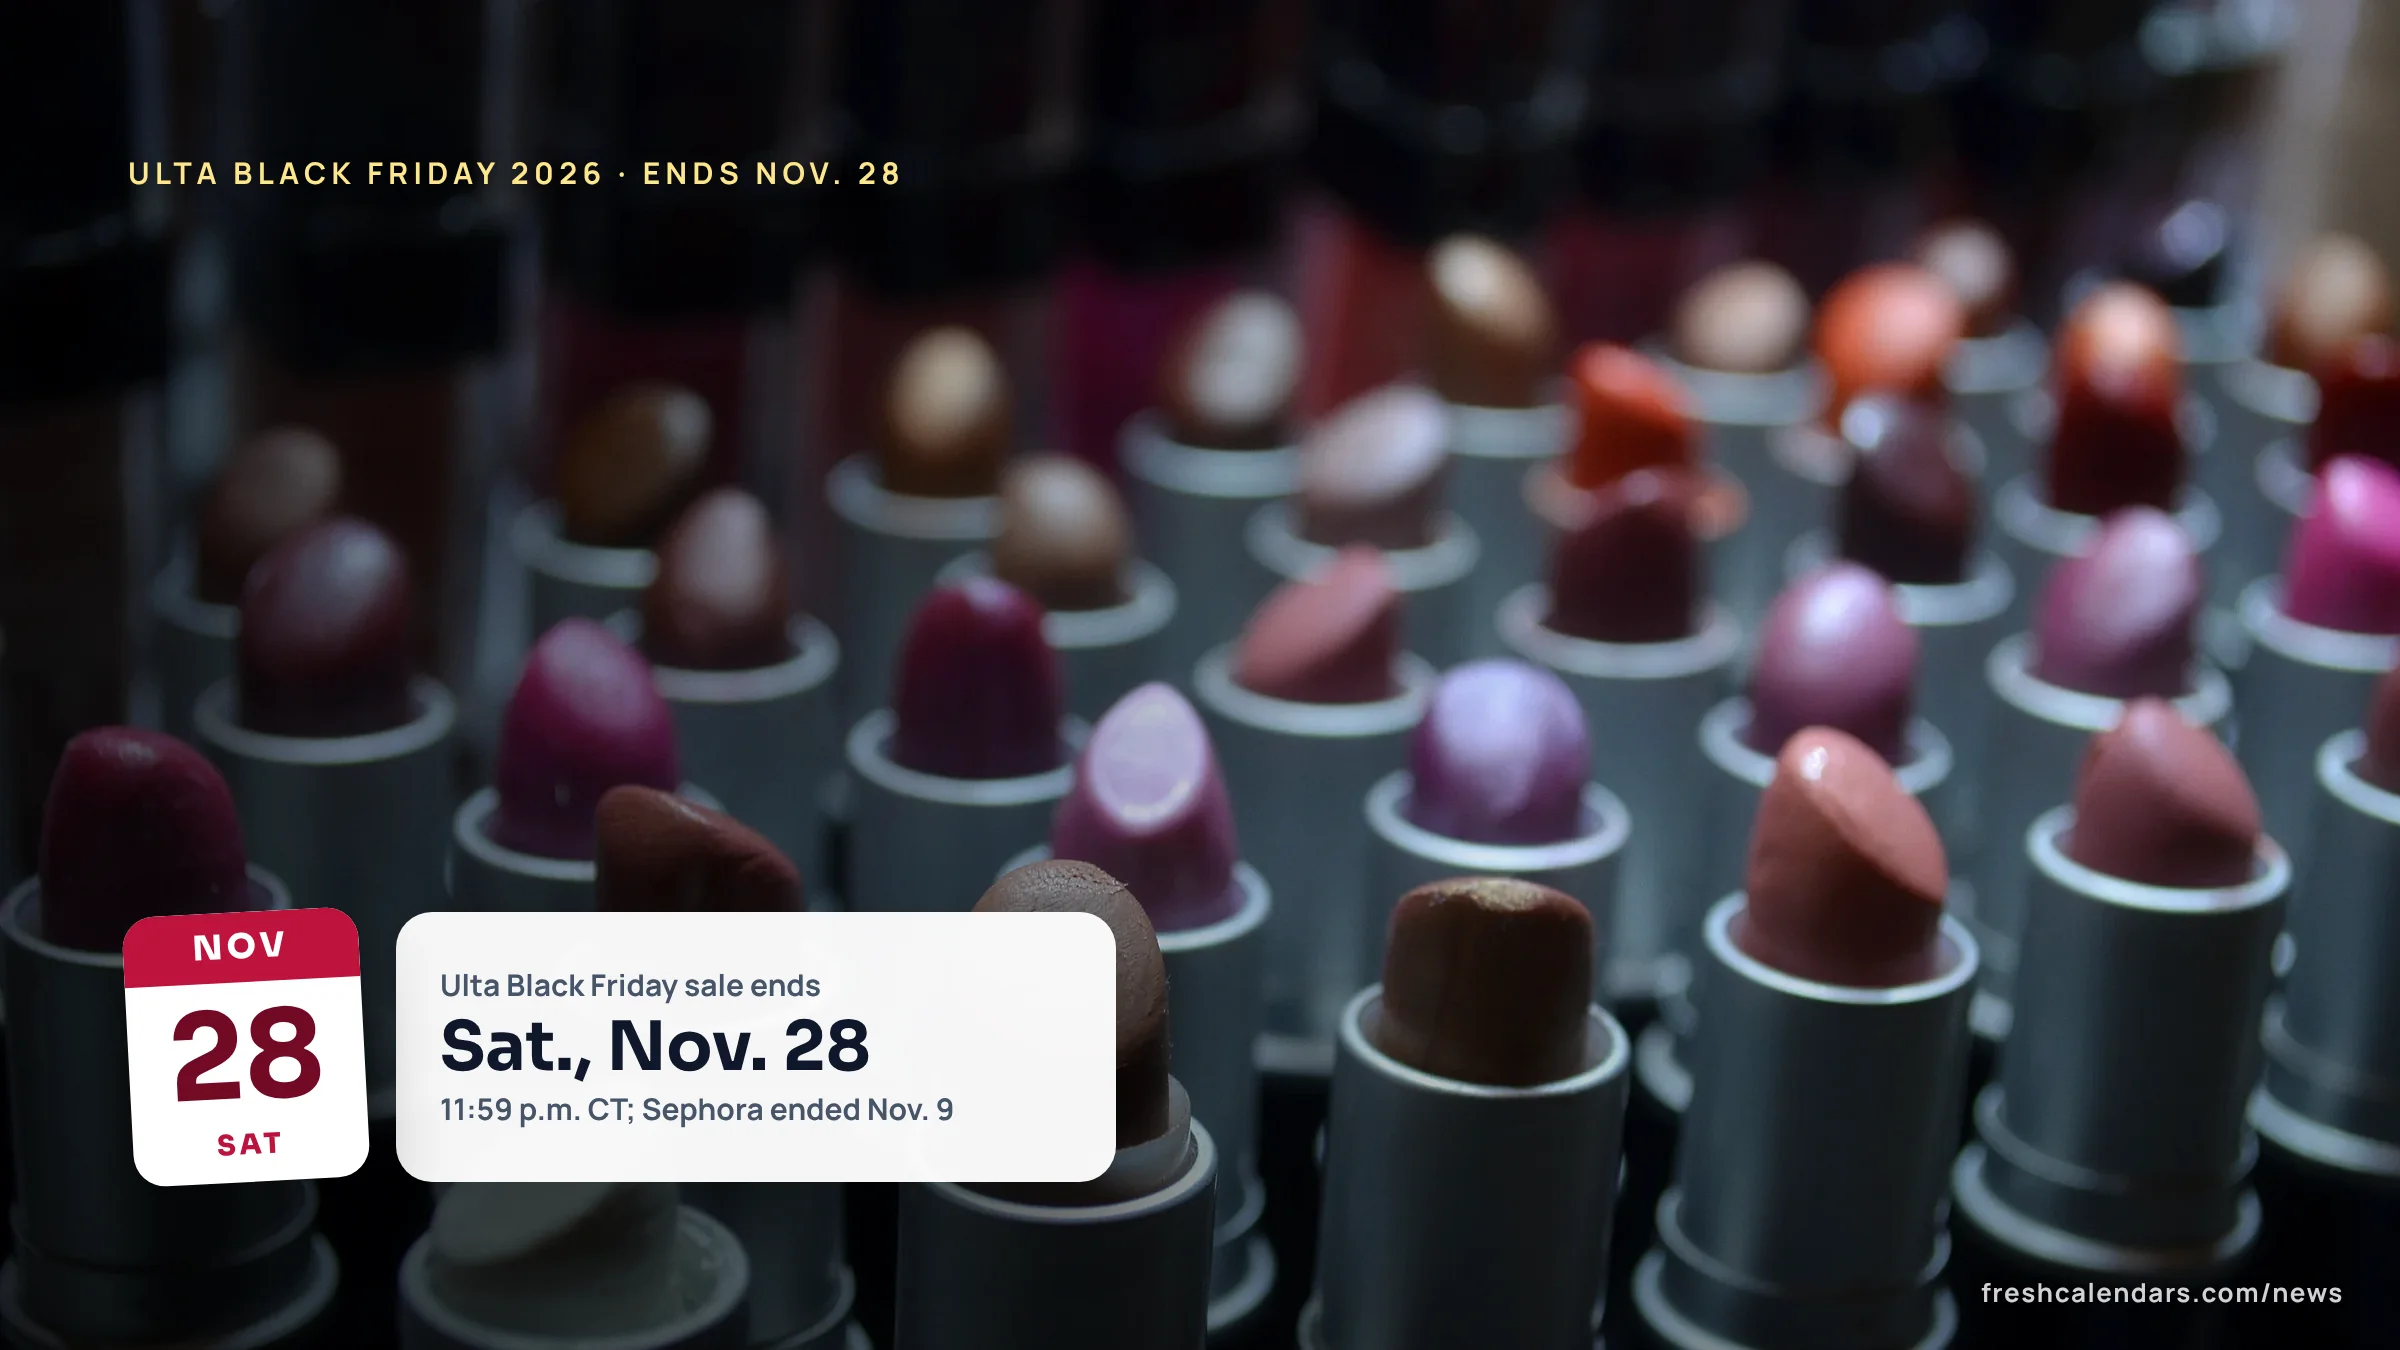 ULTA BLACK FRIDAY 2026 · ENDS NOV. 28
NOV
28
SAT
Ulta Black Friday sale ends
Sat., Nov. 28
11:59 p.m. CT; Sephora ended Nov. 9
freshcalendars.com/news